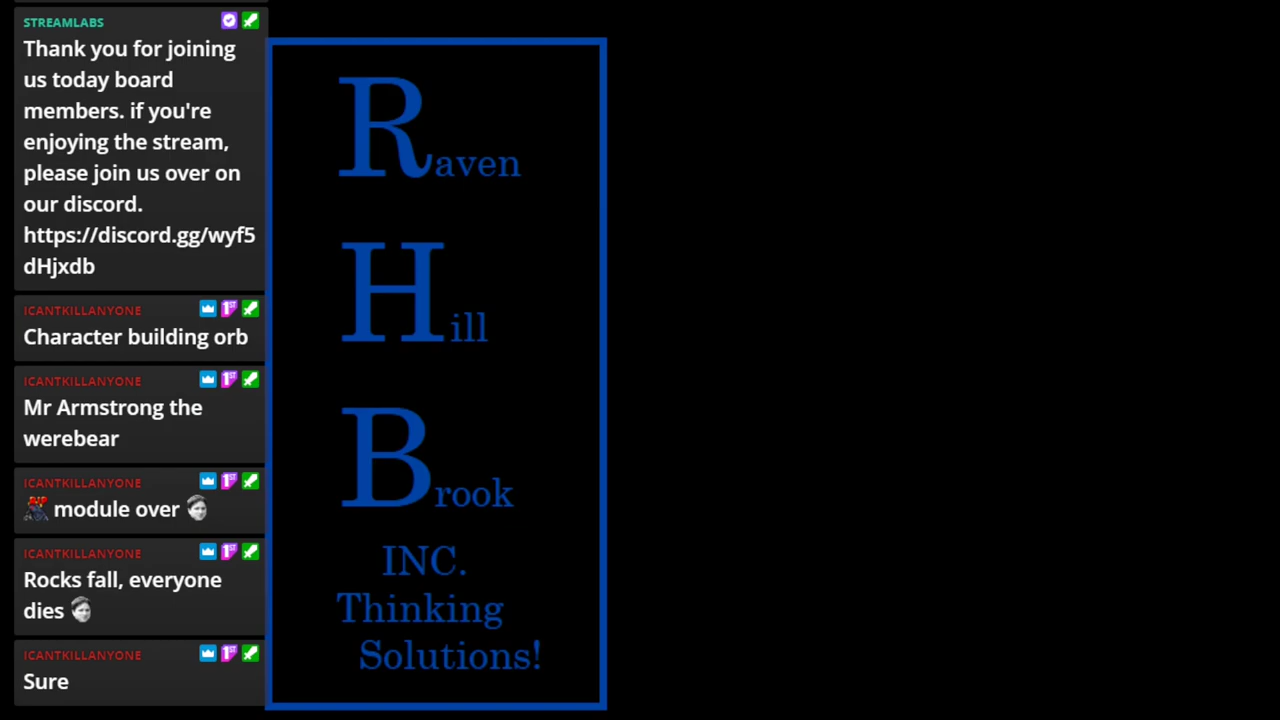 STREAMLABS
Thank you for joining
us today board
members. if you're
enjoying the stream,
please join us over on
our discord.
https://discord.gg/wyf5
dHjxdb
ICANTKILLANYONE
Character building orb
ICANTKILLANYONE
Mr Armstrong the
werebear
ICANTKILLANYONE
module over
ICANTKILLANYONE
Rocks fall, everyone
dies
ICANTKILLANYONE
Sure
Raven
Hill
Brook
INC.
Thinking
Solutions!